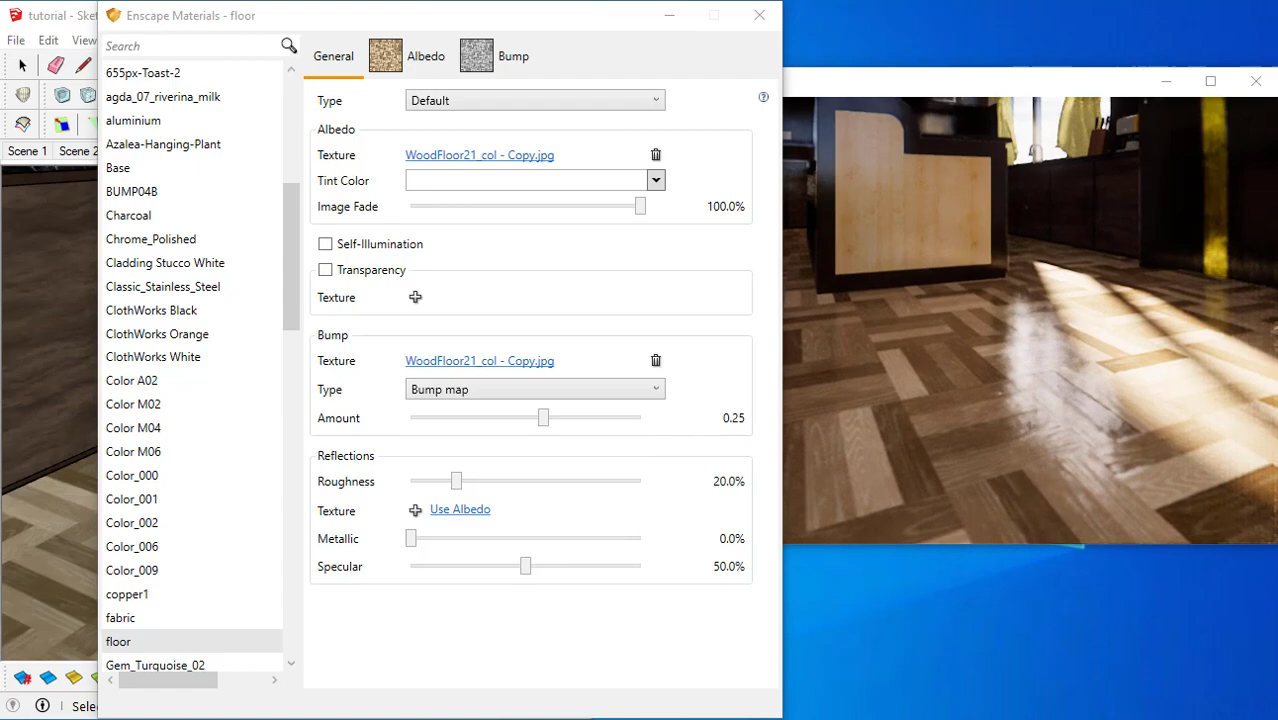 tutorial - Sket
File Edit View
Scene 1 Scene 2
Enscape Materials - floor
Search
655px-Toast-2
agda_07_riverina_milk
aluminium
Azalea-Hanging-Plant
Base
BUMP04B
Charcoal
Chrome_Polished
Cladding Stucco White
Classic_Stainless_Steel
ClothWorks Black
ClothWorks Orange
ClothWorks White
Color A02
Color M02
Color M04
Color M06
Color_000
Color_001
Color_002
Color_006
Color_009
copper1
fabric
floor
Gem_Turquoise_02
General Albedo Bump
Type Default
Albedo
Texture WoodFloor21_col - Copy.jpg
Tint Color
Image Fade 100.0%
Self-Illumination
Transparency
Texture
Bump
Texture WoodFloor21_col - Copy.jpg
Type Bump map
Amount 0.25
Reflections
Roughness 20.0%
Texture Use Albedo
Metallic 0.0%
Specular 50.0%
Selec